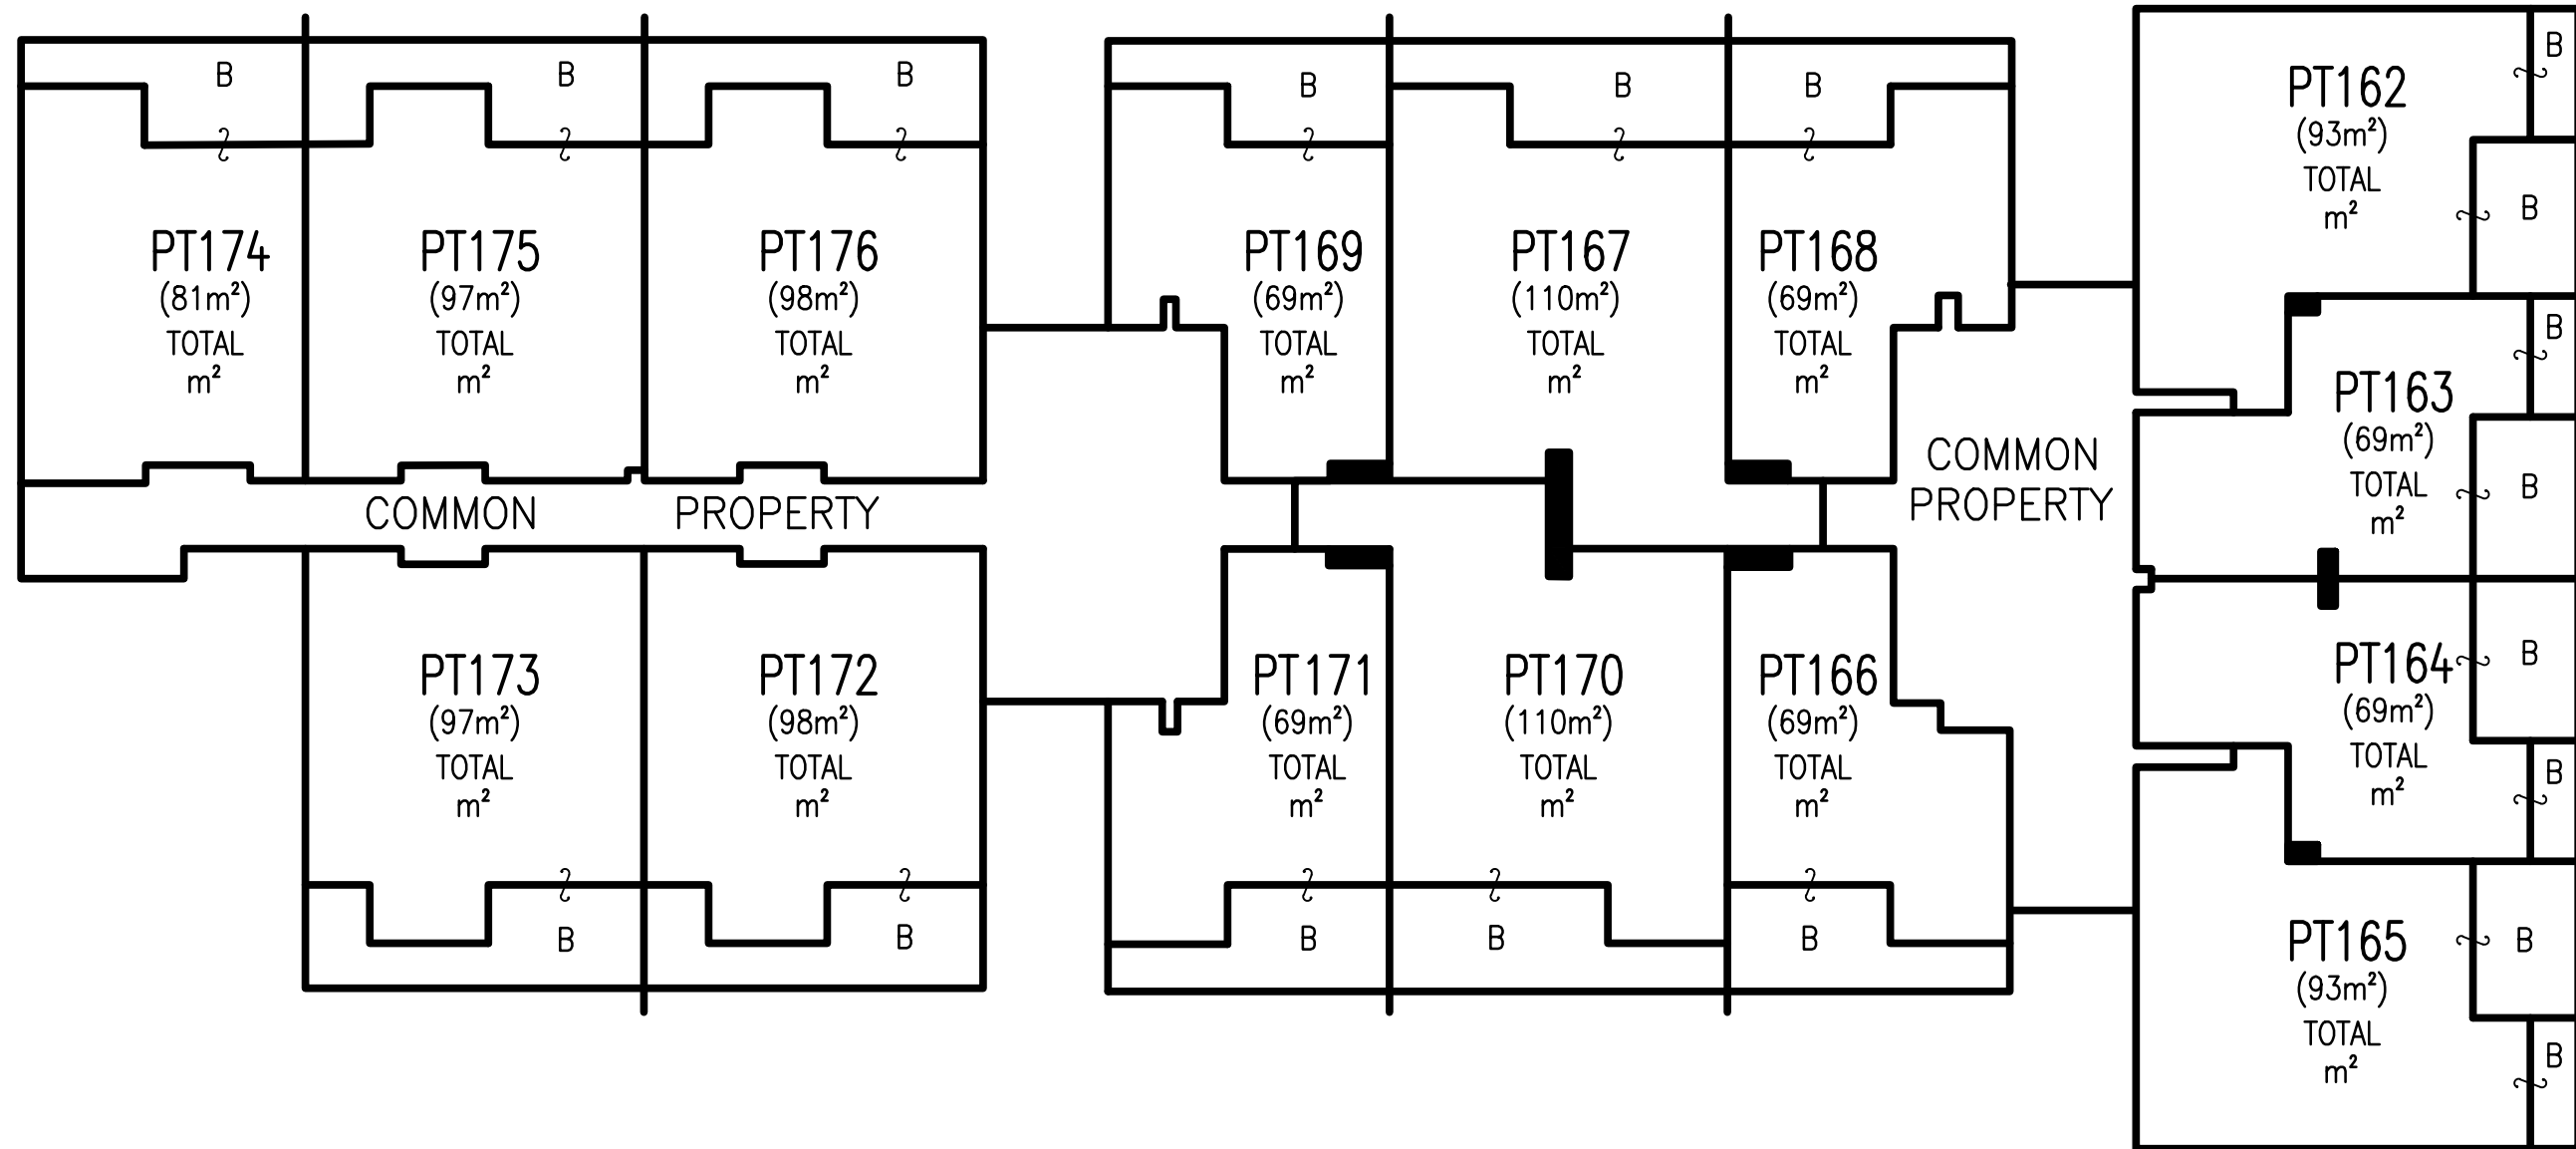 B
B
B
PT174
(81m²)
TOTAL
m²
PT175
(97m²)
TOTAL
m²
PT176
(98m²)
TOTAL
m²
COMMON PROPERTY
PT173
(97m²)
TOTAL
m²
B
PT172
(98m²)
TOTAL
m²
B
B
B
B
PT169
(69m²)
TOTAL
m²
PT167
(110m²)
TOTAL
m²
PT168
(69m²)
TOTAL
m²
COMMON
PROPERTY
PT171
(69m²)
TOTAL
m²
B
PT170
(110m²)
TOTAL
m²
B
PT166
(69m²)
TOTAL
m²
B
B
PT162
(93m²)
TOTAL
m²
B
B
PT163
(69m²)
TOTAL
m²
B
B
PT164
(69m²)
TOTAL
m²
B
PT165
(93m²)
TOTAL
m²
B
B